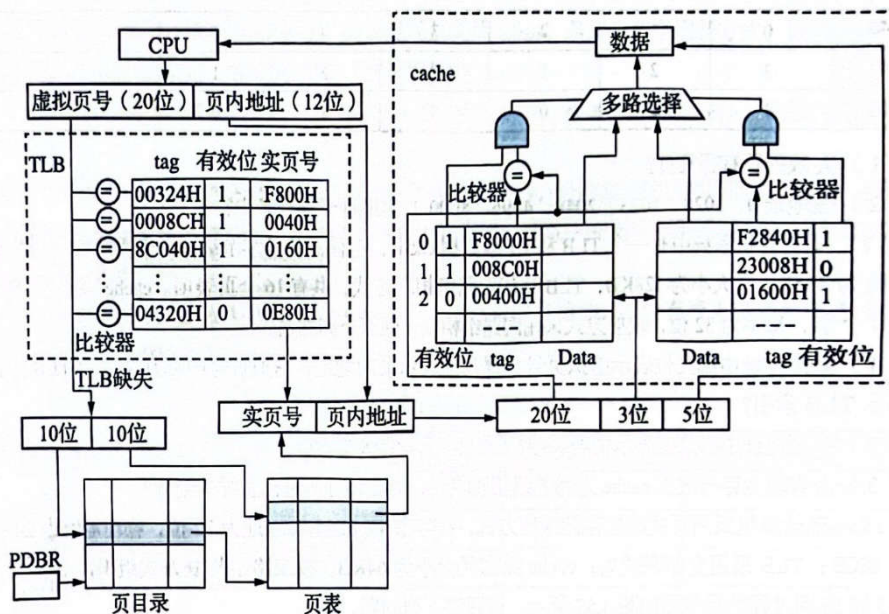 CPU
数据
cache
虚拟页号（20位） 页内地址（12位）
多路选择
TLB
tag 有效位 实页号
= 00324H 1 F800H
= 0008CH 1 0040H
= 8C040H 1 0160H
⋮ ⋮ ⋮
= 04320H 0E80H
比较器
TLB缺失
= =
比较器 比较器
0 1 F8000H
1 1 008C0H
2 0 00400H
---
有效位 tag Data
F2840H 1
23008H 0
01600H 1
---
Data tag 有效位
实页号 页内地址
20位 3位 5位
10位 10位
PDBR
页目录 页表